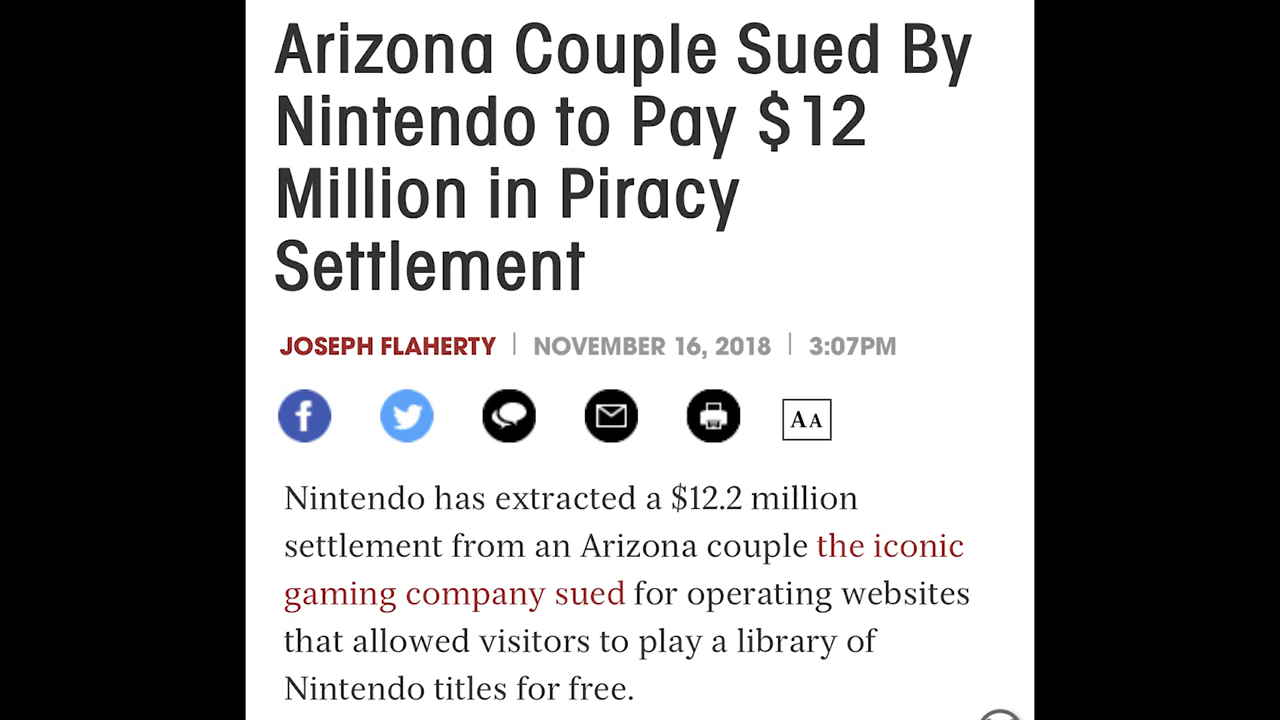 Arizona Couple Sued By
Nintendo to Pay $12
Million in Piracy
Settlement
JOSEPH FLAHERTY | NOVEMBER 16, 2018 | 3:07PM
f AA
Nintendo has extracted a $12.2 million
settlement from an Arizona couple the iconic
gaming company sued for operating websites
that allowed visitors to play a library of
Nintendo titles for free.